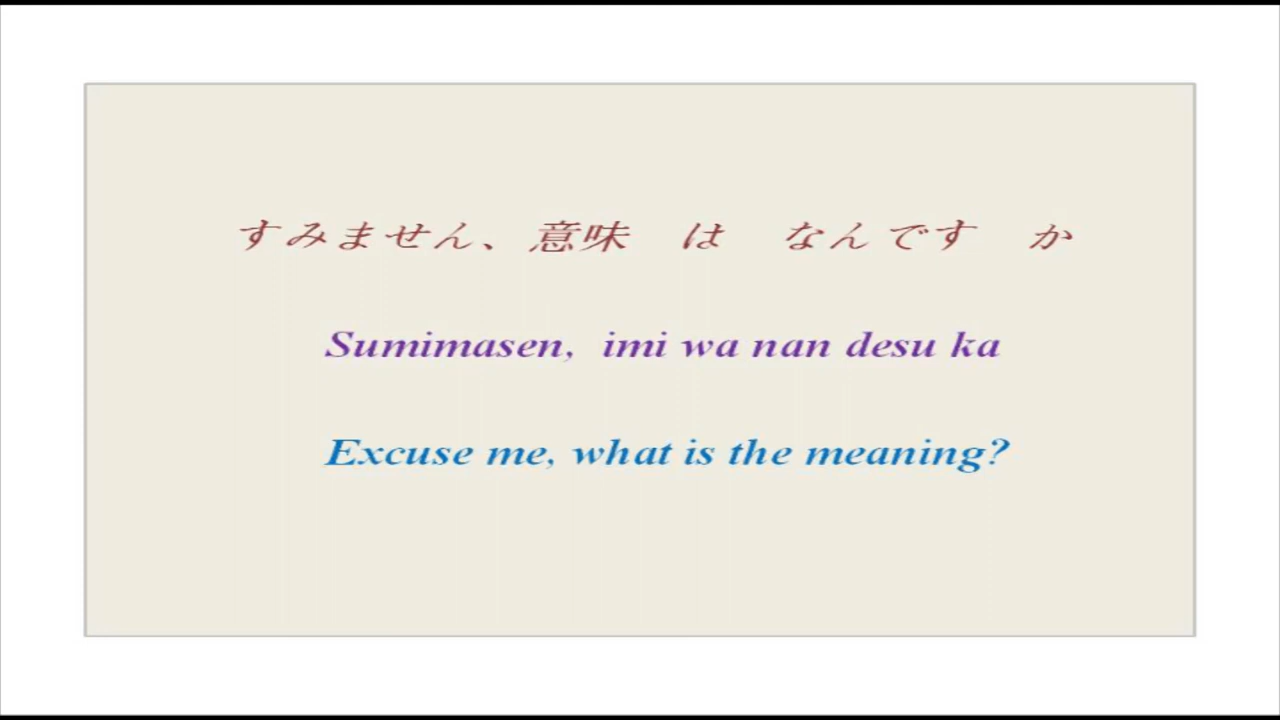 すみません、意味　は　なんです　か
Sumimasen, imi wa nan desu ka
Excuse me, what is the meaning?